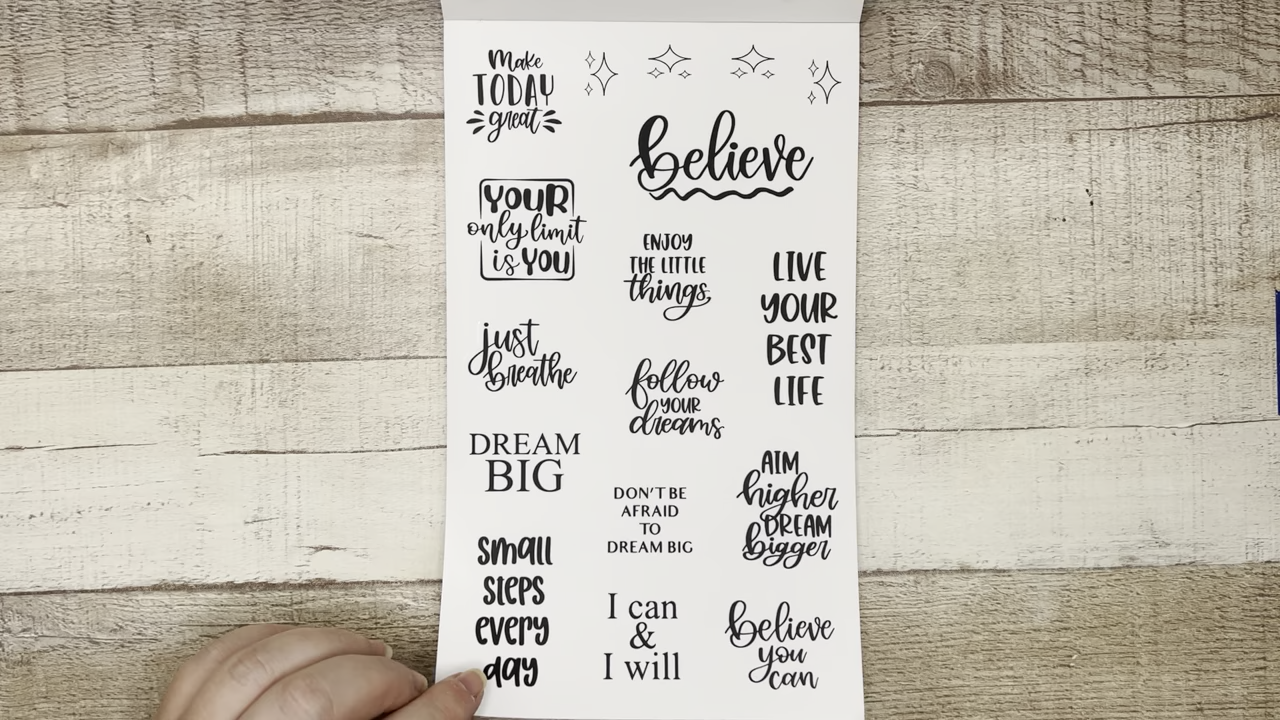 Make
TODAY
great
believe
YOUR
only limit
is YOU
ENJOY
THE LITTLE
things
LIVE
YOUR
BEST
LIFE
just
breathe
follow
YOUR
dreams
DREAM
BIG
DON'T BE
AFRAID
TO
DREAM BIG
AIM
higher
DREAM
bigger
small
steps
every
day
I can
&
I will
believe
you
can